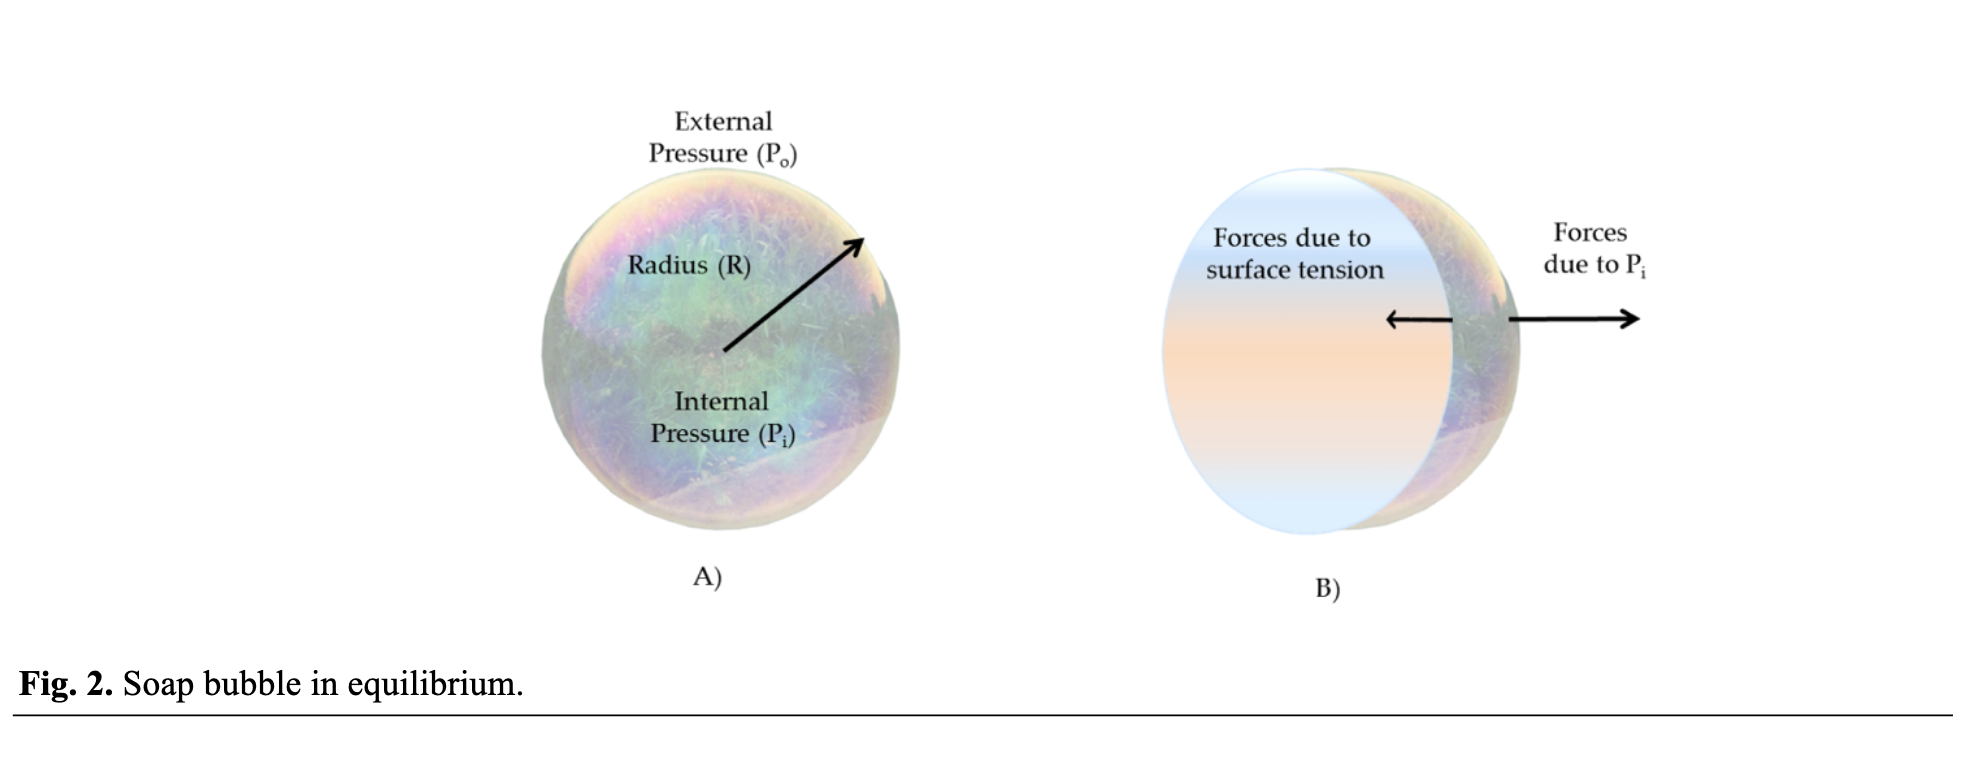 External
Pressure (Pₒ)
Radius (R)
Internal
Pressure (Pᵢ)
A)
Forces due to
surface tension
Forces
due to Pᵢ
B)
Fig. 2. Soap bubble in equilibrium.